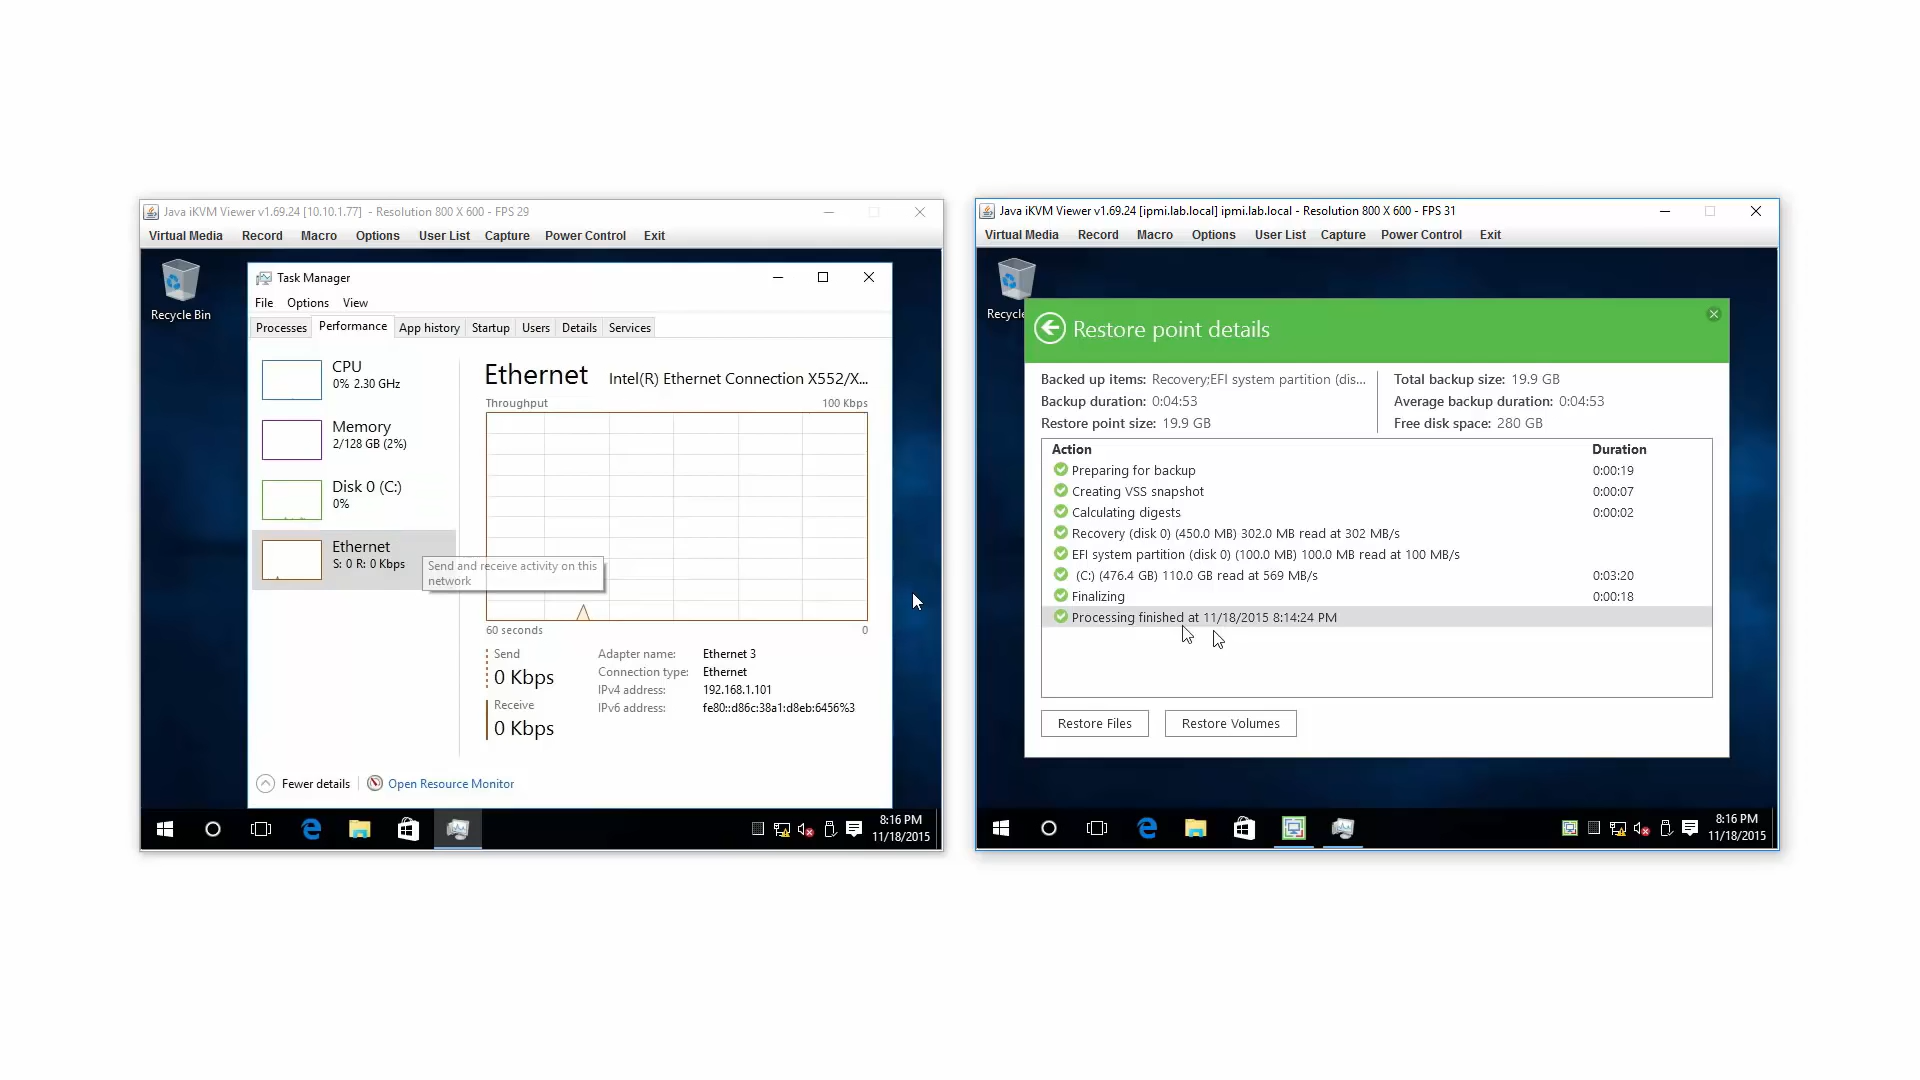 Java iKVM Viewer v1.69.24 [10.10.1.77] - Resolution 800 X 600 - FPS 29
Virtual Media Record Macro Options User List Capture Power Control Exit
Recycle Bin
Task Manager
File Options View
Processes Performance App history Startup Users Details Services
CPU
0% 2.30 GHz
Memory
2/128 GB (2%)
Disk 0 (C:)
0%
Ethernet
S: 0 R: 0 Kbps
Ethernet Intel(R) Ethernet Connection X552/X...
Throughput 100 Kbps
Send and receive activity on this
network
60 seconds 0
Send
0 Kbps
Receive
0 Kbps
Adapter name: Ethernet 3
Connection type: Ethernet
IPv4 address: 192.168.1.101
IPv6 address: fe80::d86c:38a1:d8eb:6456%3
Fewer details Open Resource Monitor
8:16 PM
11/18/2015
Java iKVM Viewer v1.69.24 [ipmi.lab.local] ipmi.lab.local - Resolution 800 X 600 - FPS 31
Virtual Media Record Macro Options User List Capture Power Control Exit
Recycle
Restore point details
Backed up items: Recovery;EFI system partition (dis...
Backup duration: 0:04:53
Restore point size: 19.9 GB
Total backup size: 19.9 GB
Average backup duration: 0:04:53
Free disk space: 280 GB
Action Duration
Preparing for backup 0:00:19
Creating VSS snapshot 0:00:07
Calculating digests 0:00:02
Recovery (disk 0) (450.0 MB) 302.0 MB read at 302 MB/s
EFI system partition (disk 0) (100.0 MB) 100.0 MB read at 100 MB/s
(C:) (476.4 GB) 110.0 GB read at 569 MB/s 0:03:20
Finalizing 0:00:18
Processing finished at 11/18/2015 8:14:24 PM
Restore Files Restore Volumes
8:16 PM
11/18/2015